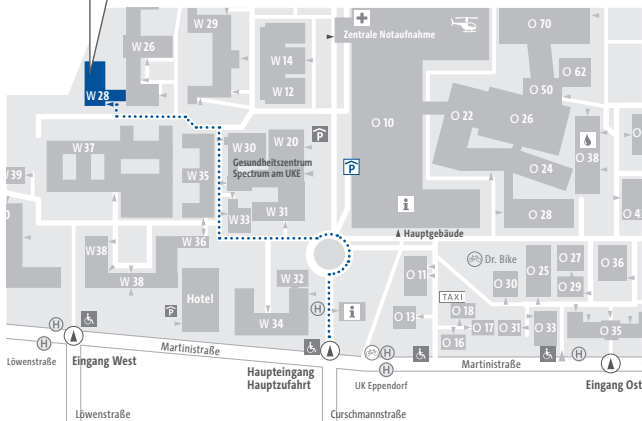 W 29
O 70
W 26
Zentrale Notaufnahme
W 14
O 62
W 28
W 12
O 50
O 10
O 22
O 26
P
W 20
W 30
W 37
Gesundheitszentrum
Spectrum am UKE
P
O 38
W 35
O 24
W 39
W 31
i
O 28
O 4
W 33
W 36
Hauptgebäude
W 38
Dr. Bike
O 27
O 36
O 11
O 25
W 38
W 32
O 30
O 29
Hotel
TAXI
H
i
O 18
P
O 13
O 17
O 31
O 33
O 35
W 34
O 16
H
Martinistraße
H
H
H
Löwenstraße
Eingang West
Haupteingang
Hauptzufahrt
H
UK Eppendorf
Martinistraße
Eingang Ost
Löwenstraße
Curschmannstraße